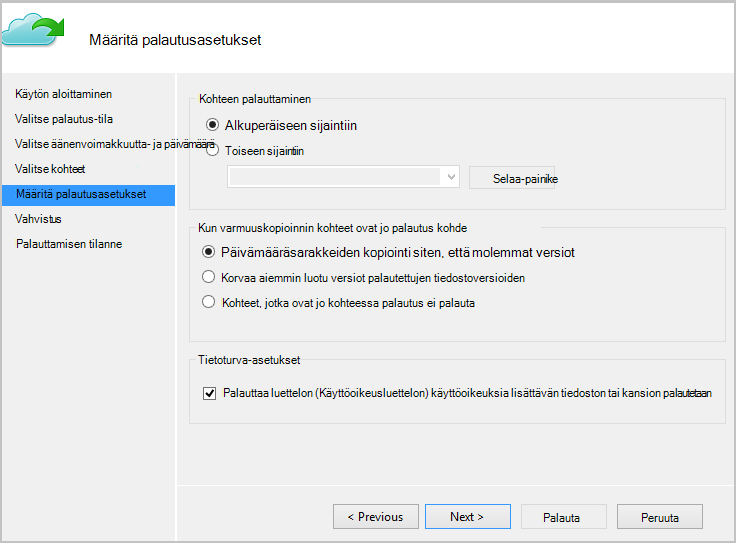 Määritä palautusasetukset
Käytön aloittaminen
Valitse palautus-tila
Valitse äänenvoimakkuutta- ja päivämäärä
Valitse kohteet
Määritä palautusasetukset
Vahvistus
Palauttamisen tilanne
Kohteen palauttaminen
Alkuperäiseen sijaintiin
Toiseen sijaintiin
Selaa-painike
Kun varmuuskopioinnin kohteet ovat jo palautus kohde
Päivämääräsarakkeiden kopiointi siten, että molemmat versiot
Korvaa aiemmin luotu versiot palautettujen tiedostoversioiden
Kohteet, jotka ovat jo kohteessa palautus ei palauta
Tietoturva-asetukset
Palauttaa luettelon (Käyttöoikeusluettelon) käyttöoikeuksia lisättävän tiedoston tai kansion palautetaan
< Previous
Next >
Palauta
Peruuta